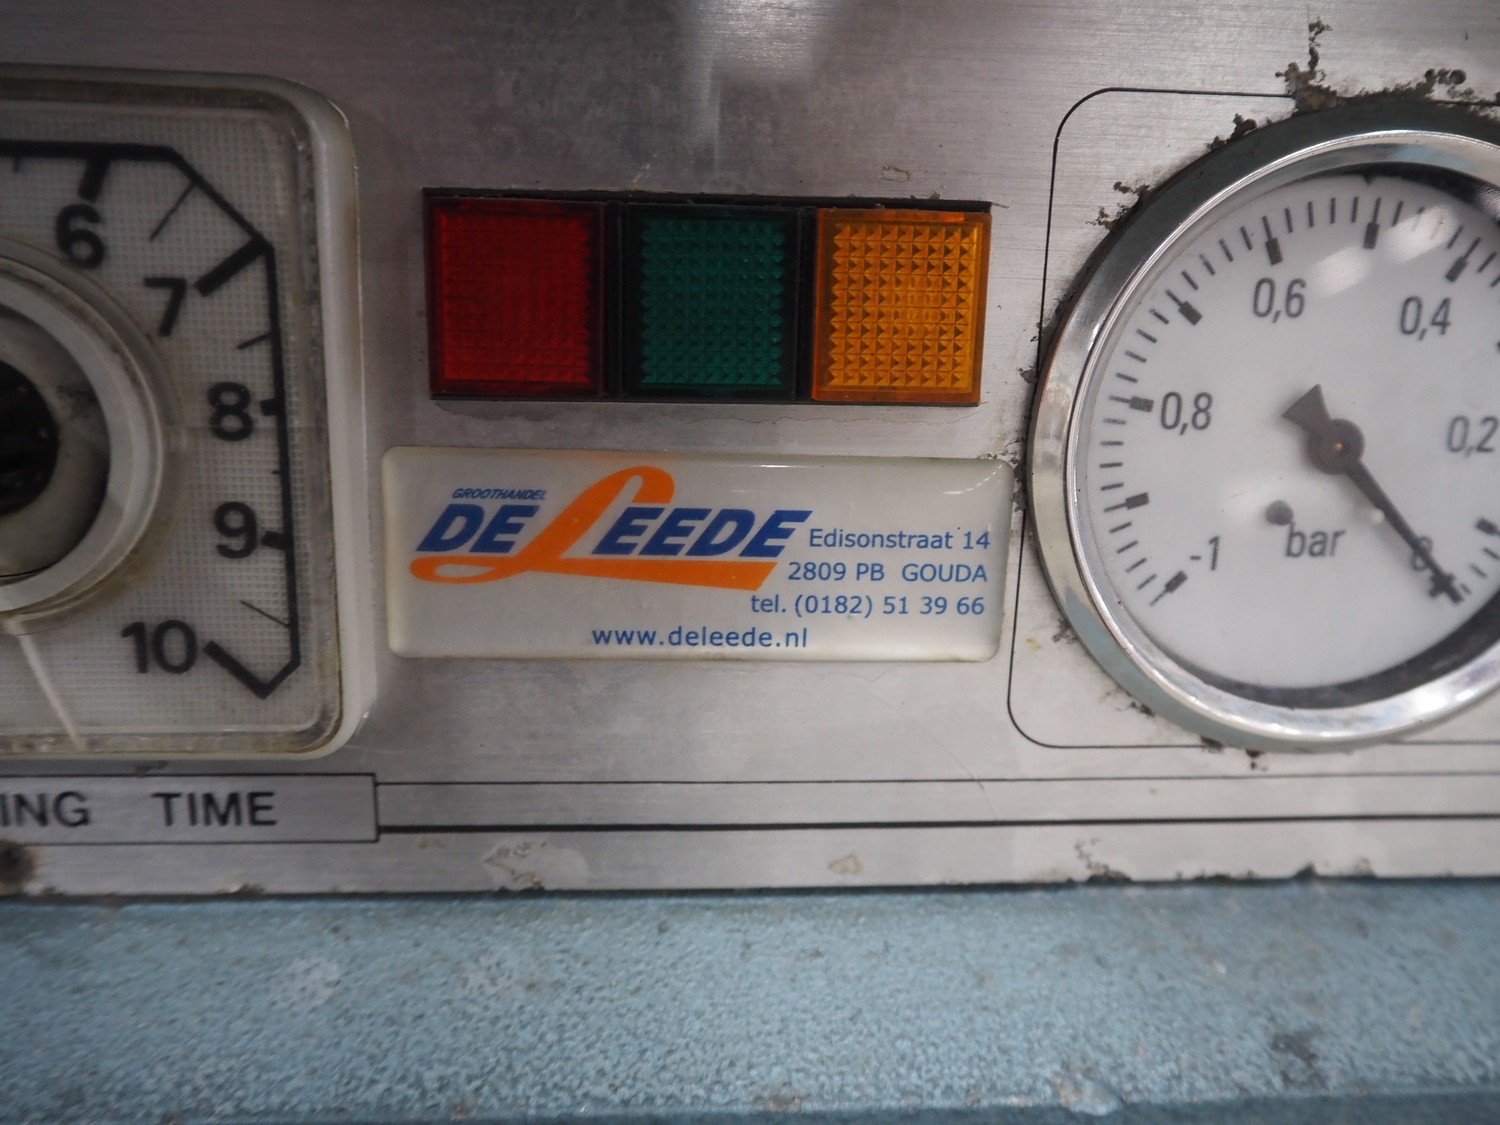 6
7
8
9
10
ING TIME
GROOTHANDEL
DE LEEDE
Edisonstraat 14
2809 PB GOUDA
tel. (0182) 51 39 66
www.deleede.nl
0,6
0,4
0,8
0,2
-1
bar
0